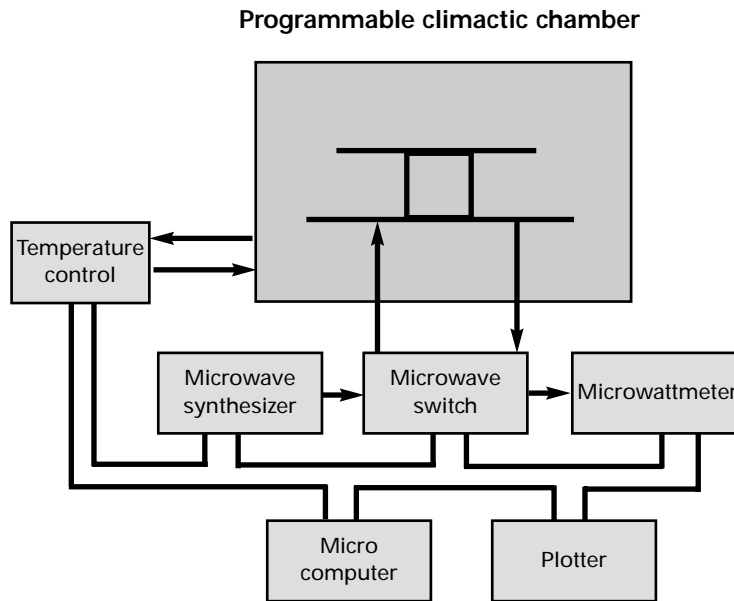 Programmable climactic chamber
Temperature
control
Microwave
synthesizer
Microwave
switch
Microwattmeter
Micro
computer
Plotter